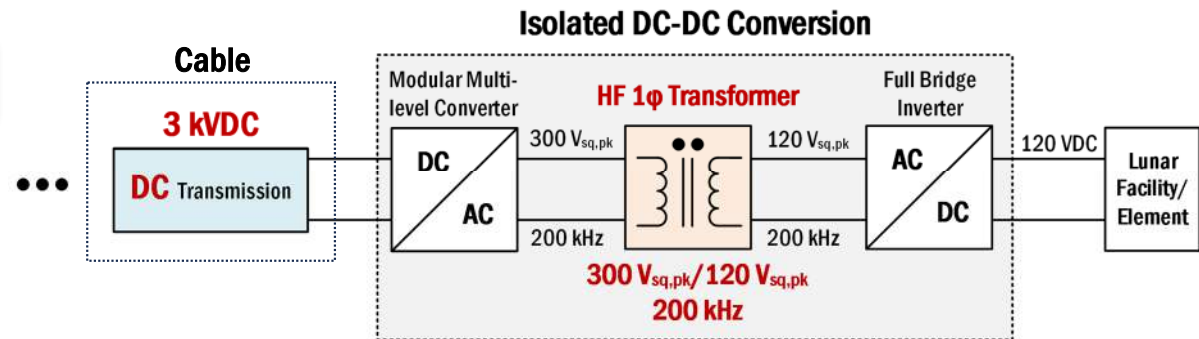 Isolated DC-DC Conversion
Cable
3 kVDC
DC Transmission
Modular Multi-
level Converter
DC
AC
300 Vsq,pk
200 kHz
HF 1φ Transformer
300 Vsq,pk/120 Vsq,pk
200 kHz
120 Vsq,pk
200 kHz
Full Bridge
Inverter
AC
DC
120 VDC
Lunar
Facility/
Element